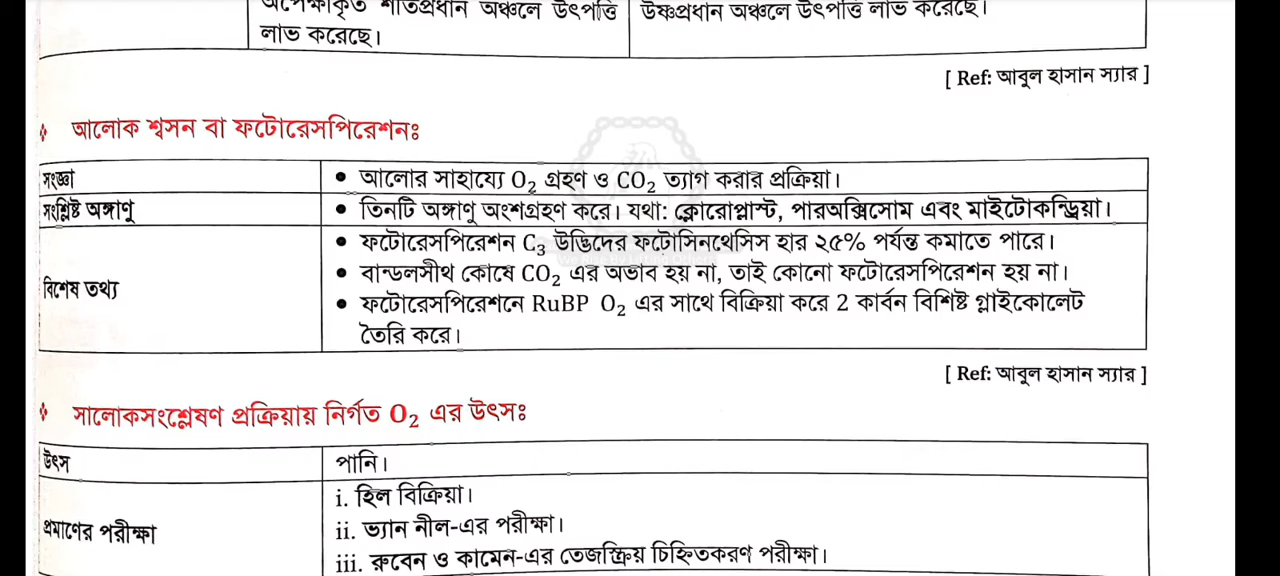 অপেক্ষাকৃত শীতপ্রধান অঞ্চলে উৎপত্তি
লাভ করেছে।
উষ্ণপ্রধান অঞ্চলে উৎপত্তি লাভ করেছে।
[ Ref: আবুল হাসান স্যার ]
❖ আলোক শ্বসন বা ফটোরেসপিরেশনঃ
সংজ্ঞা
• আলোর সাহায্যে O₂ গ্রহণ ও CO₂ ত্যাগ করার প্রক্রিয়া।
সংশ্লিষ্ট অঙ্গাণু
• তিনটি অঙ্গাণু অংশগ্রহণ করে। যথা: ক্লোরোপ্লাস্ট, পারঅক্সিসোম এবং মাইটোকন্ড্রিয়া।
বিশেষ তথ্য
• ফটোরেসপিরেশন C₃ উদ্ভিদের ফটোসিনথেসিস হার ২৫% পর্যন্ত কমাতে পারে।
• বান্ডলসীথ কোষে CO₂ এর অভাব হয় না, তাই কোনো ফটোরেসপিরেশন হয় না।
• ফটোরেসপিরেশনে RuBP O₂ এর সাথে বিক্রিয়া করে 2 কার্বন বিশিষ্ট গ্লাইকোলেট
তৈরি করে।
[ Ref: আবুল হাসান স্যার ]
❖ সালোকসংশ্লেষণ প্রক্রিয়ায় নির্গত O₂ এর উৎসঃ
উৎস
পানি।
প্রমাণের পরীক্ষা
i. হিল বিক্রিয়া।
ii. ভ্যান নীল-এর পরীক্ষা।
iii. রুবেন ও কামেন-এর তেজষ্ক্রিয় চিহ্নিতকরণ পরীক্ষা।